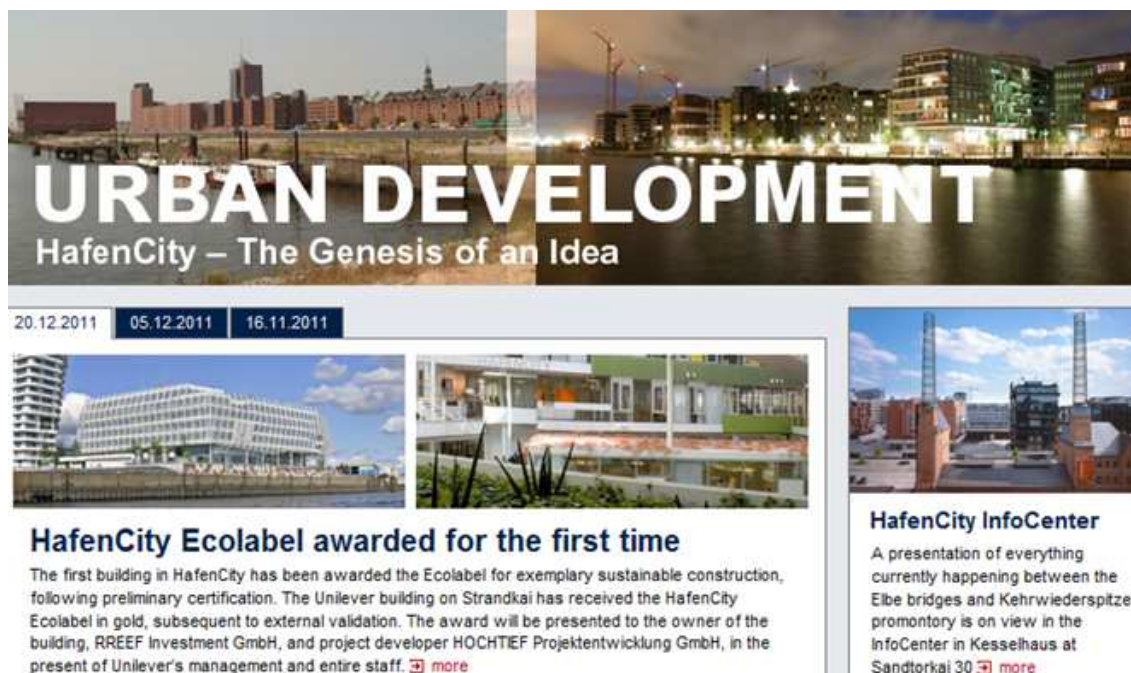 URBAN DEVELOPMENT
HafenCity – The Genesis of an Idea
20.12.2011 05.12.2011 16.11.2011
HafenCity Ecolabel awarded for the first time
The first building in HafenCity has been awarded the Ecolabel for exemplary sustainable construction,
following preliminary certification. The Unilever building on Strandkai has received the HafenCity
Ecolabel in gold, subsequent to external validation. The award will be presented to the owner of the
building, RREEF Investment GmbH, and project developer HOCHTIEF Projektentwicklung GmbH, in the
present of Unilever's management and entire staff. more
HafenCity InfoCenter
A presentation of everything
currently happening between the
Elbe bridges and Kehrwiederspitze
promontory is on view in the
InfoCenter in Kesselhaus at
Sandtorkai 30 more